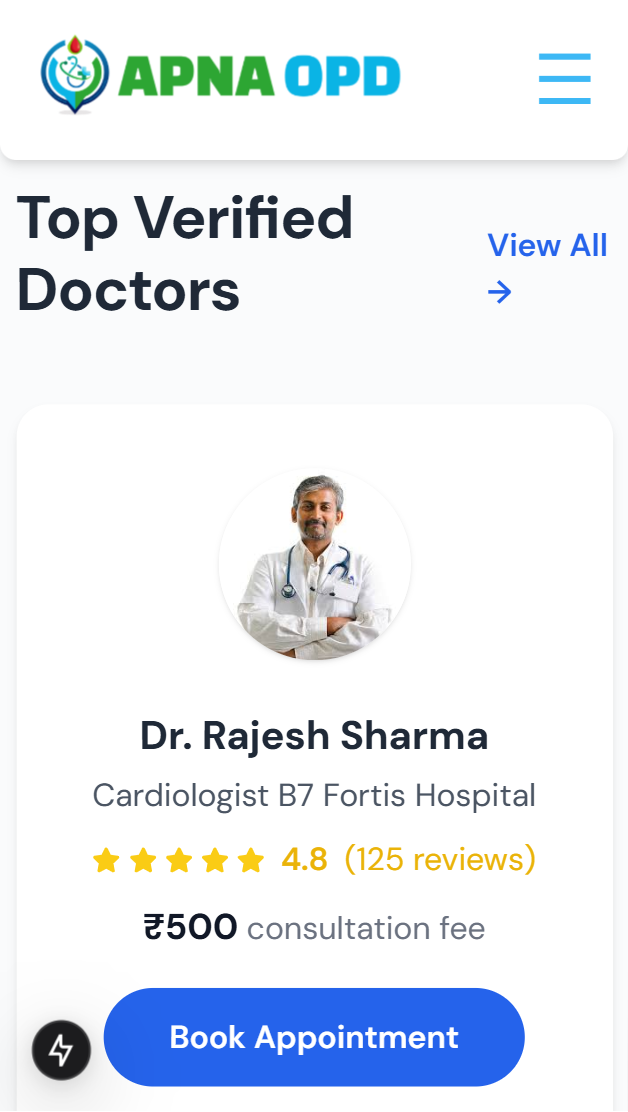 APNA OPD
Top Verified
Doctors
View All
→
Dr. Rajesh Sharma
Cardiologist B7 Fortis Hospital
4.8 (125 reviews)
₹500 consultation fee
Book Appointment